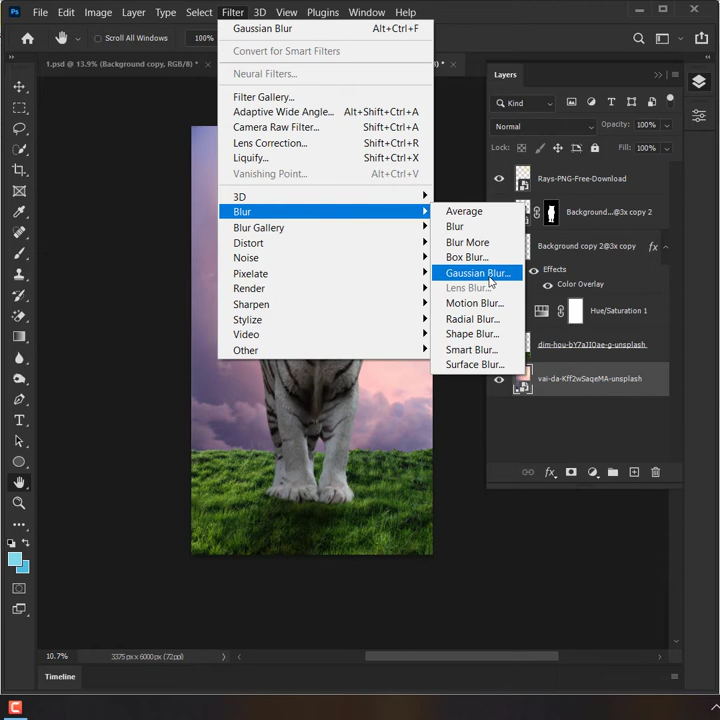 Ps File Edit Image Layer Type Select Filter 3D View Plugins Window Help
Scroll All Windows 100%
1.psd @ 13.9% (Background copy, RGB/8) *
Gaussian Blur Alt+Ctrl+F
Convert for Smart Filters
Neural Filters...
Filter Gallery...
Adaptive Wide Angle... Alt+Shift+Ctrl+A
Camera Raw Filter... Shift+Ctrl+A
Lens Correction... Shift+Ctrl+R
Liquify... Shift+Ctrl+X
Vanishing Point... Alt+Ctrl+V
3D
Blur
Blur Gallery
Distort
Noise
Pixelate
Render
Sharpen
Stylize
Video
Other
Average
Blur
Blur More
Box Blur...
Gaussian Blur...
Lens Blur...
Motion Blur...
Radial Blur...
Shape Blur...
Smart Blur...
Surface Blur...
Layers
Kind
Normal Opacity: 100%
Lock: Fill: 100%
Rays-PNG-Free-Download
Background...@3x copy 2
Background copy 2@3x copy fx
Effects
Color Overlay
Hue/Saturation 1
dim-hou-bY7aJIOae-g-unsplash
vai-da-Kff2wSaqeMA-unsplash
fx
10.7% 3375 px x 6000 px (72 ppi)
Timeline